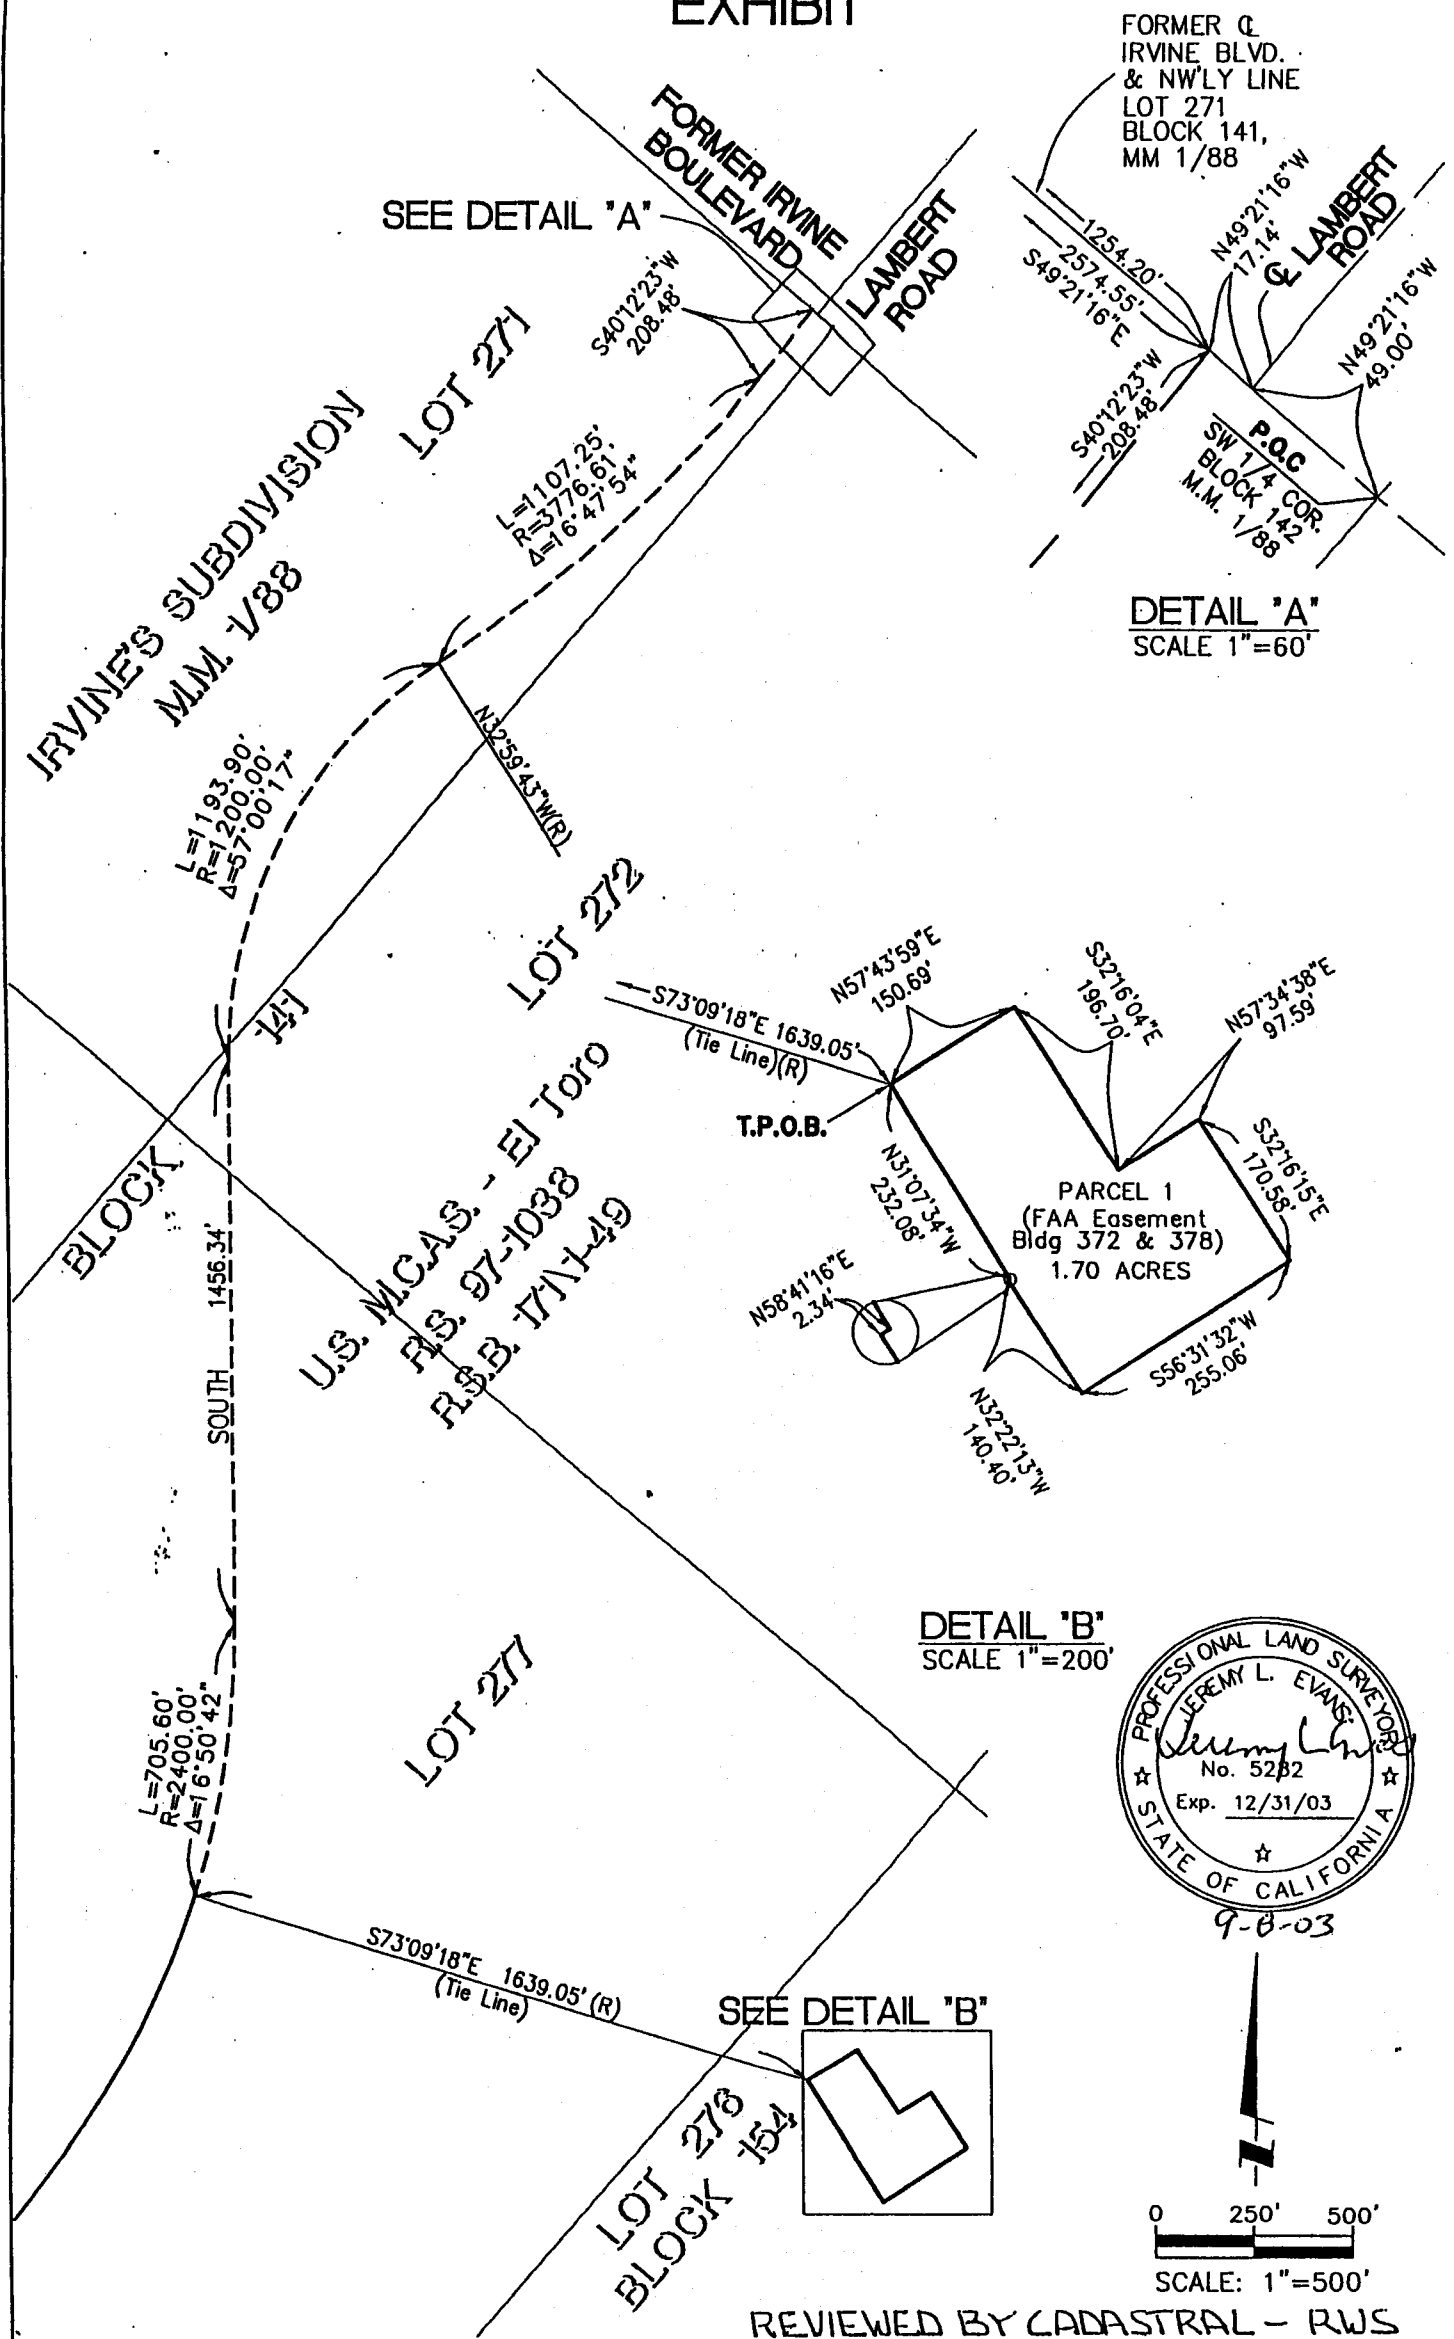 EXHIBIT
FORMER ℄
IRVINE BLVD.
& NW'LY LINE
LOT 271
BLOCK 141,
MM 1/88
FORMER IRVINE
BOULEVARD
LAMBERT
ROAD
SEE DETAIL "A"
S40°12'23"W
208.48'
1254.20'
2574.55'
S49°21'16"E
N49°21'16"W
17.14'
℄ LAMBERT
ROAD
N49°21'16"W
49.00'
S40°12'23"W
208.48'
P.O.C
SW 1/4 COR.
BLOCK 142
M.M. 1/88
DETAIL "A"
SCALE 1"=60'
LOT 271
IRVINE'S SUBDIVISION
M.M. 1/88
L=1107.25'
R=3776.61'
Δ=16°47'54"
N32°59'43"W(R)
L=1193.90'
R=1200.00'
Δ=57°00'17"
LOT 272
BLOCK 141
S73°09'18"E 1639.05'
(Tie Line)(R)
T.P.O.B.
N57°43'59"E
150.69'
S32°16'04"E
196.70'
N57°34'38"E
97.59'
S32°16'15"E
170.58'
N31°07'34"W
232.08'
PARCEL 1
(FAA Easement
Bldg 372 & 378)
1.70 ACRES
N58°41'16"E
2.34'
S56°31'32"W
255.06'
N32°22'13"W
140.40'
U.S. M.C.A.S. - El Toro
R.S. 97-1038
R.S.B. 171/1-49
SOUTH 1456.34'
DETAIL "B"
SCALE 1"=200'
LOT 277
L=705.60'
R=2400.00'
Δ=16°50'42"
PROFESSIONAL LAND SURVEYOR
JEREMY L. EVANS
No. 5282
Exp. 12/31/03
STATE OF CALIFORNIA
9-8-03
S73°09'18"E 1639.05' (R)
(Tie Line)
SEE DETAIL "B"
LOT 278
BLOCK 154
N
0 250' 500'
SCALE: 1"=500'
REVIEWED BY CADASTRAL - RWS